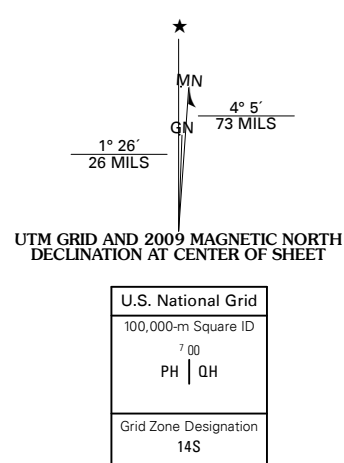 ★
MN
4° 5´
73 MILS
GN
1° 26´
26 MILS
UTM GRID AND 2009 MAGNETIC NORTH
DECLINATION AT CENTER OF SHEET
U.S. National Grid
100,000-m Square ID
7 00
PH QH
Grid Zone Designation
14S